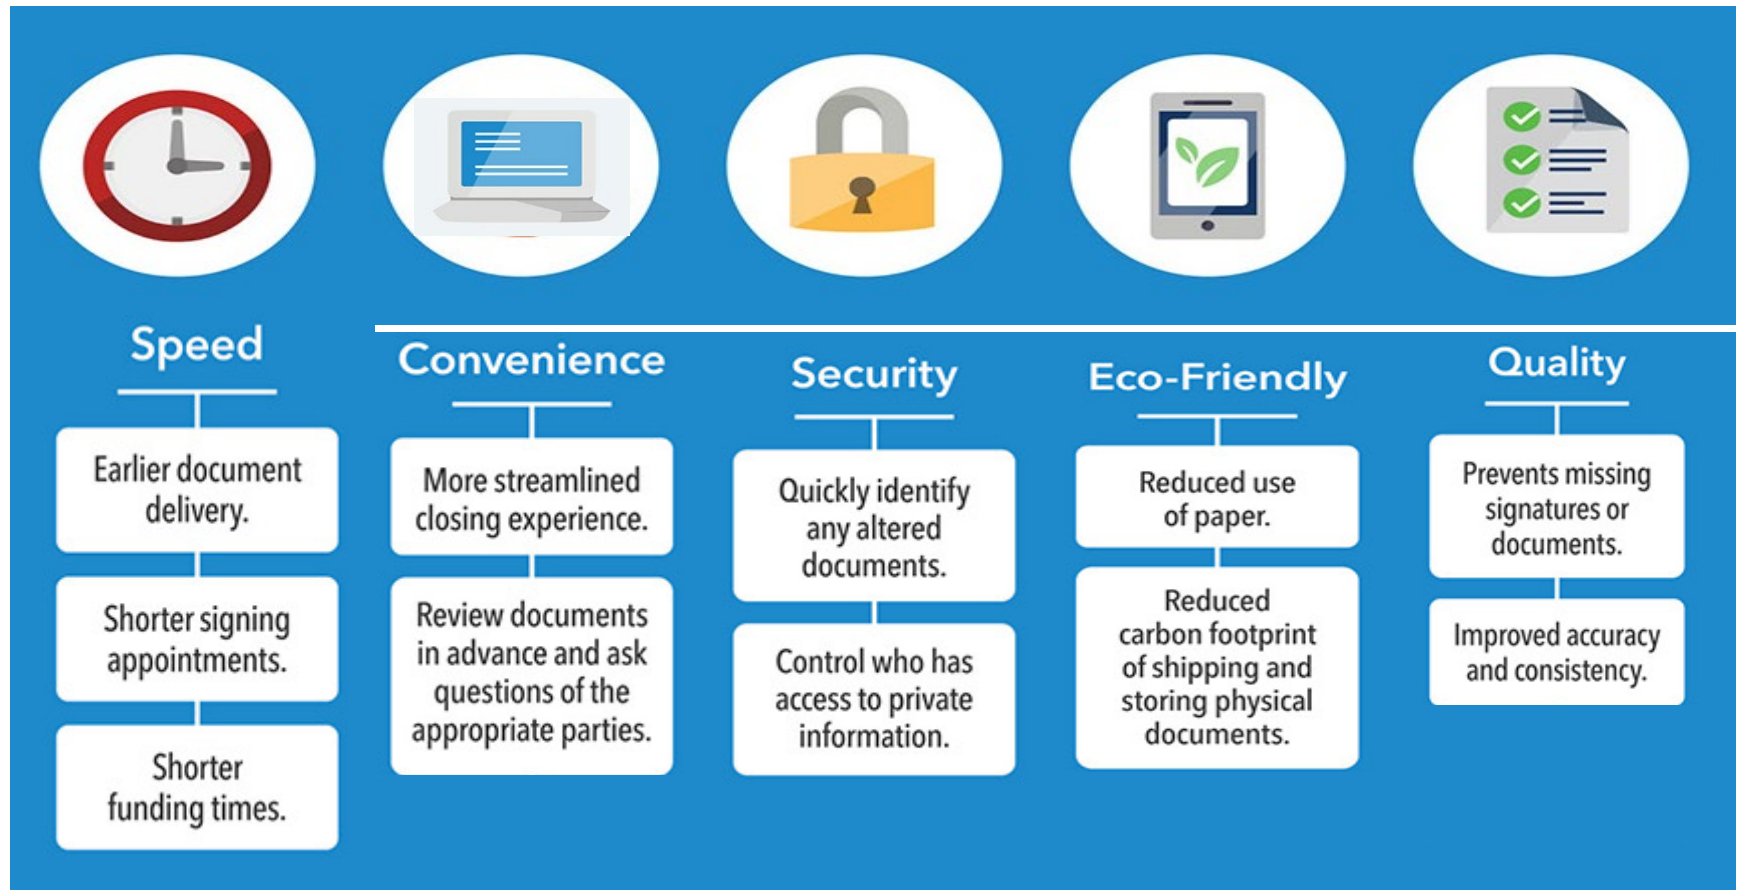 Speed
Earlier document
delivery.
Shorter signing
appointments.
Shorter
funding times.
Convenience
More streamlined
closing experience.
Review documents
in advance and ask
questions of the
appropriate parties.
Security
Quickly identify
any altered
documents.
Control who has
access to private
information.
Eco-Friendly
Reduced use
of paper.
Reduced
carbon footprint
of shipping and
storing physical
documents.
Quality
Prevents missing
signatures or
documents.
Improved accuracy
and consistency.